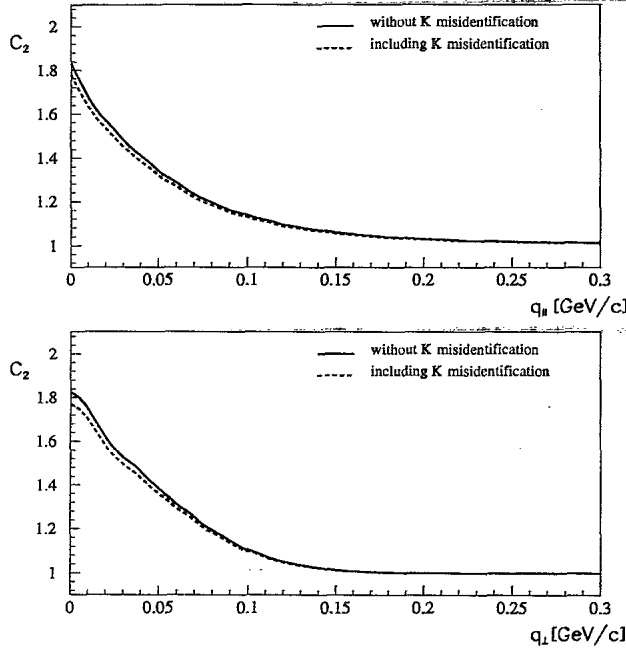 C₂
2
1.8
1.6
1.4
1.2
1
without K misidentification
including K misidentification
0 0.05 0.1 0.15 0.2 0.25 0.3
q_∥ [GeV/c]
C₂
2
1.8
1.6
1.4
1.2
1
without K misidentification
including K misidentification
0 0.05 0.1 0.15 0.2 0.25 0.3
q_⊥ [GeV/c]